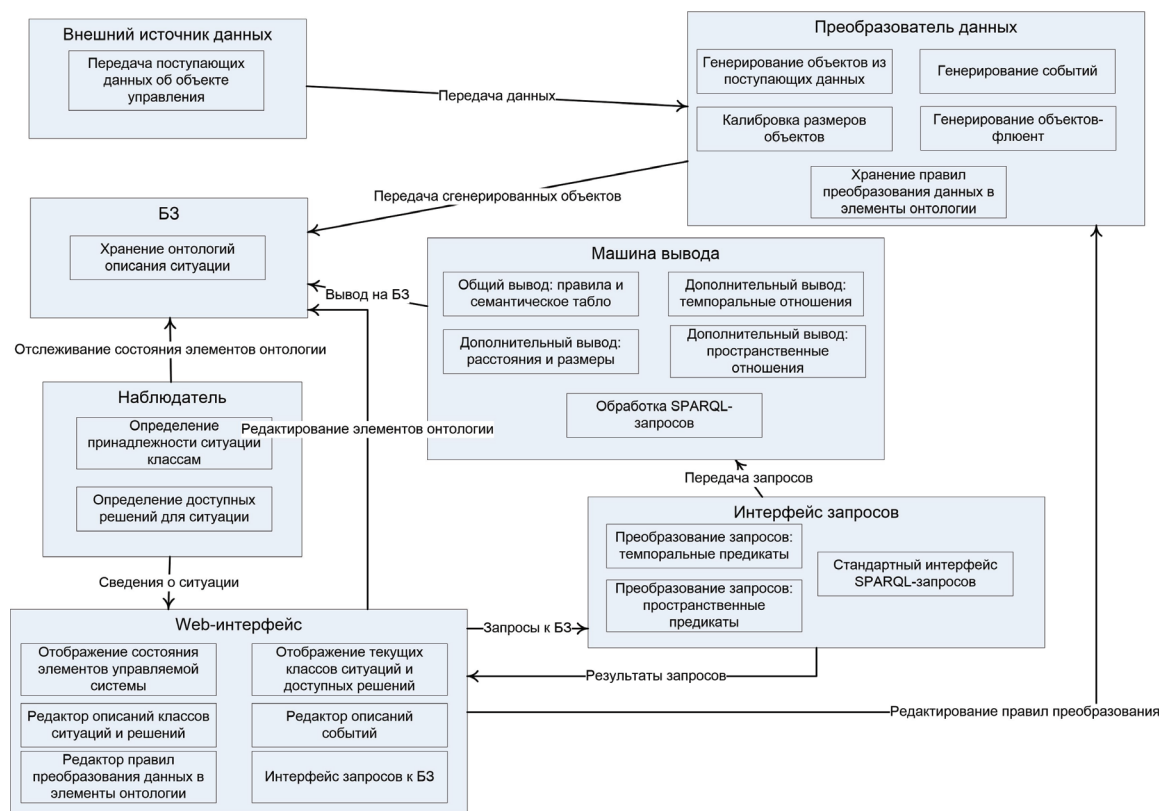 Внешний источник данных
Передача поступающих
данных об объекте
управления
Передача данных
Преобразователь данных
Генерирование объектов из
поступающих данных
Генерирование событий
Калибровка размеров
объектов
Генерирование объектов-
флюент
Хранение правил
преобразования данных в
элементы онтологии
Передача сгенерированных объектов
БЗ
Хранение онтологий
описания ситуации
Вывод на БЗ
Машина вывода
Общий вывод: правила и
семантическое табло
Дополнительный вывод:
темпоральные отношения
Дополнительный вывод:
расстояния и размеры
Дополнительный вывод:
пространственные
отношения
Обработка SPARQL-
запросов
Отслеживание состояния элементов онтологии
Наблюдатель
Определение
принадлежности ситуации
классам
Редактирование элементов онтологии
Определение доступных
решений для ситуации
Передача запросов
Интерфейс запросов
Преобразование запросов:
темпоральные предикаты
Стандартный интерфейс
SPARQL-запросов
Преобразование запросов:
пространственные
предикаты
Сведения о ситуации
Web-интерфейс
Отображение состояния
элементов управляемой
системы
Отображение текущих
классов ситуаций и
доступных решений
Редактор описаний классов
ситуаций и решений
Редактор описаний
событий
Редактор правил
преобразования данных в
элементы онтологии
Интерфейс запросов к БЗ
Запросы к БЗ
Результаты запросов
Редактирование правил преобразования